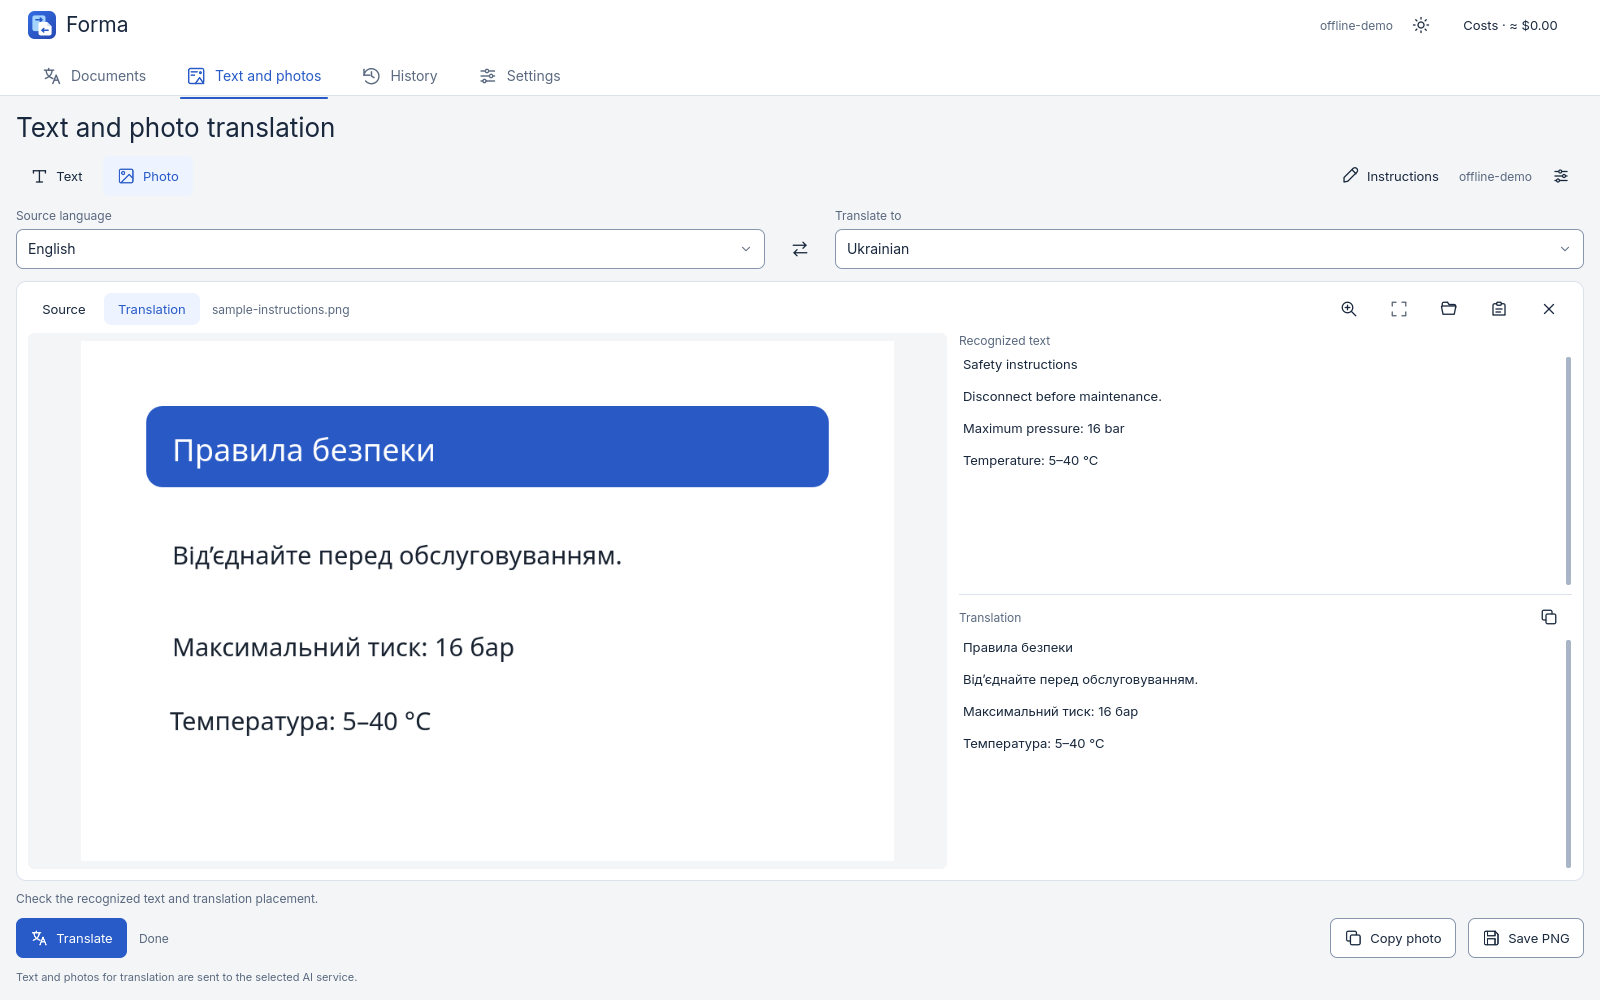 Forma
offline-demo
Costs · ≈ $0.00
Documents
Text and photos
History
Settings
Text and photo translation
Text
Photo
Instructions
offline-demo
Source language
Translate to
English
Ukrainian
Source
Translation
sample-instructions.png
Правила безпеки
Від’єднайте перед обслуговуванням.
Максимальний тиск: 16 бар
Температура: 5–40 °C
Recognized text
Safety instructions
Disconnect before maintenance.
Maximum pressure: 16 bar
Temperature: 5–40 °C
Translation
Правила безпеки
Від’єднайте перед обслуговуванням.
Максимальний тиск: 16 бар
Температура: 5–40 °C
Check the recognized text and translation placement.
Translate
Done
Copy photo
Save PNG
Text and photos for translation are sent to the selected AI service.